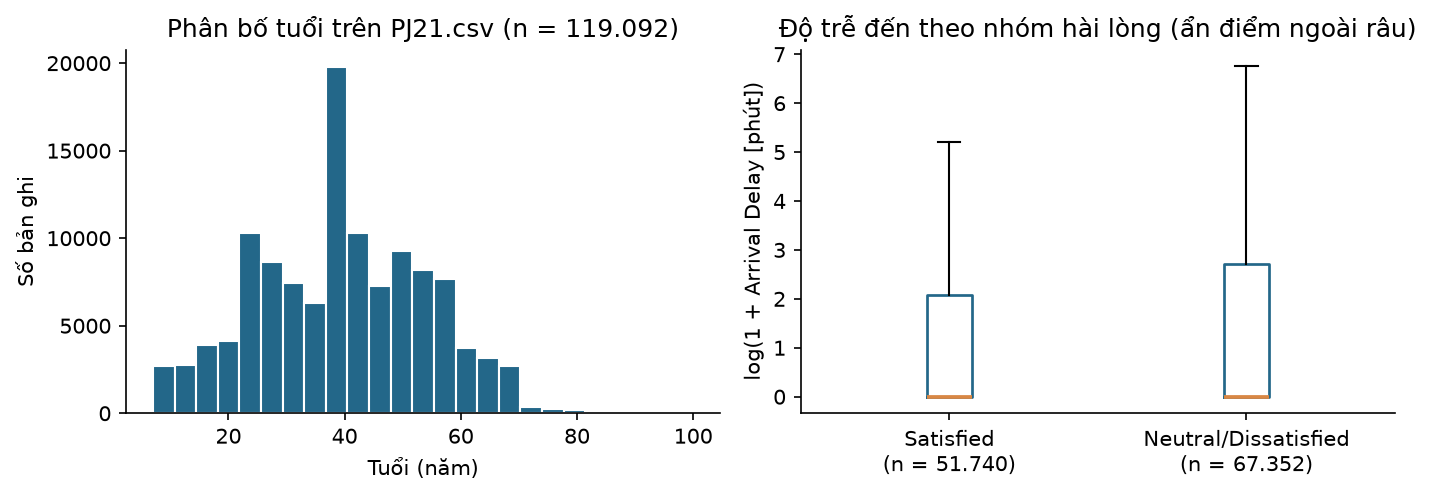 Phân bố tuổi trên PJ21.csv (n = 119.092)
20000
15000
10000
5000
0
Số bản ghi
20
40
60
80
100
Tuổi (năm)
Độ trễ đến theo nhóm hài lòng (ẩn điểm ngoài râu)
7
6
5
4
3
2
1
0
log(1 + Arrival Delay [phút])
Satisfied
(n = 51.740)
Neutral/Dissatisfied
(n = 67.352)